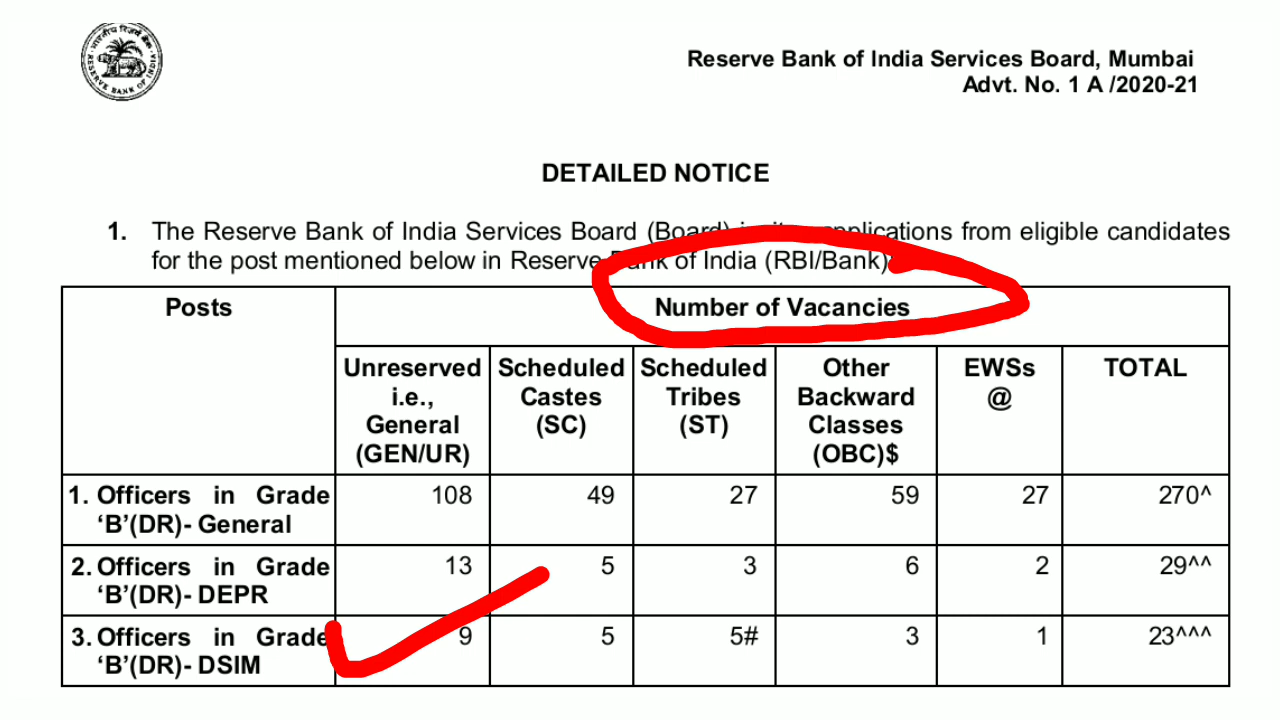 भारतीय रिज़र्व बैंक
RESERVE BANK OF INDIA
Reserve Bank of India Services Board, Mumbai
Advt. No. 1 A /2020-21
DETAILED NOTICE
1. The Reserve Bank of India Services Board (Board) applications from eligible candidates
for the post mentioned below in Reserve Bank of India (RBI/Bank)
Posts Number of Vacancies
Unreserved i.e., General (GEN/UR) Scheduled Castes (SC) Scheduled Tribes (ST) Other Backward Classes (OBC)$ EWSs @ TOTAL
1. Officers in Grade 108 49 27 59 27 270^
‘B’(DR)- General
2. Officers in Grade 13 5 3 6 2 29^^
‘B’(DR)- DEPR
3. Officers in Grade 9 5 5# 3 1 23^^^
‘B’(DR)- DSIM